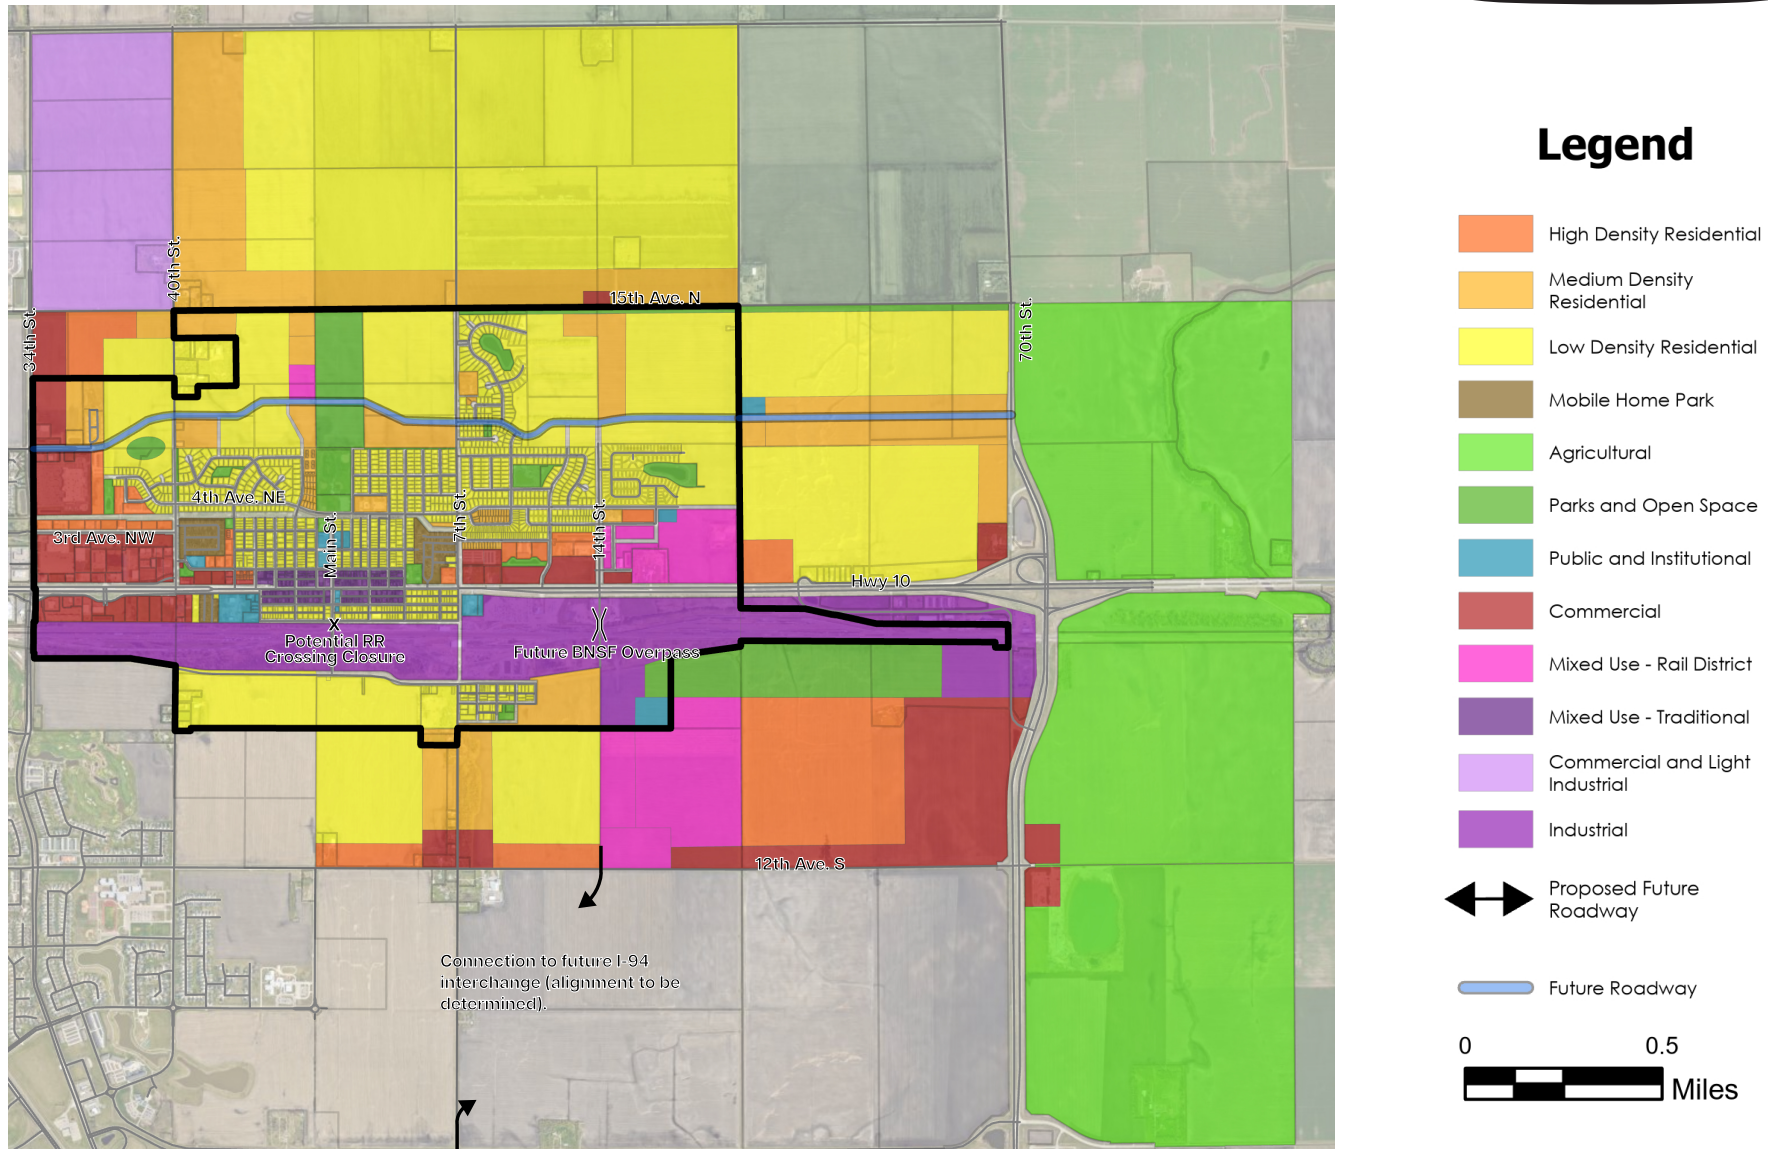 40th St.
15th Ave. N
34th St.
70th St.
4th Ave. NE
7th St.
14th St.
3rd Ave. NW
Main St.
Hwy 10
X
Potential RR
Crossing Closure
Future BNSF Overpass
12th Ave. S
Connection to future I-94
interchange (alignment to be
determined).
Legend
High Density Residential
Medium Density
Residential
Low Density Residential
Mobile Home Park
Agricultural
Parks and Open Space
Public and Institutional
Commercial
Mixed Use - Rail District
Mixed Use - Traditional
Commercial and Light
Industrial
Industrial
Proposed Future
Roadway
Future Roadway
0 0.5
Miles